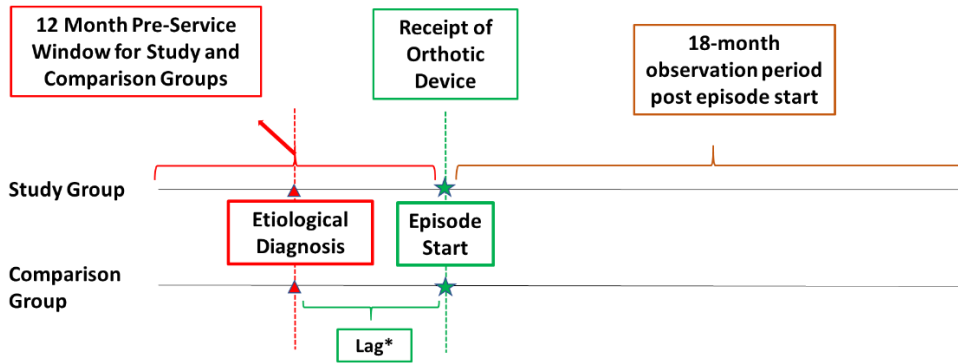 12 Month Pre-Service
Window for Study and
Comparison Groups
Receipt of
Orthotic
Device
18-month
observation period
post episode start
Study Group
Etiological
Diagnosis
Episode
Start
Comparison
Group
Lag*